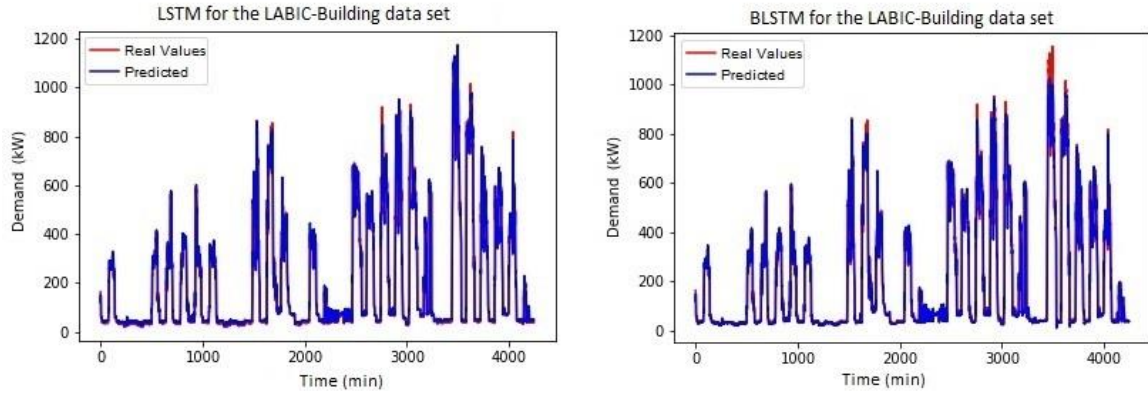 LSTM for the LABIC-Building data set
1200
1000
800
600
400
200
0
Demand (kW)
Real Values
Predicted
0
1000
2000
3000
4000
Time (min)
BLSTM for the LABIC-Building data set
1200
1000
800
600
400
200
0
Demand (kW)
Real Values
Predicted
0
1000
2000
3000
4000
Time (min)